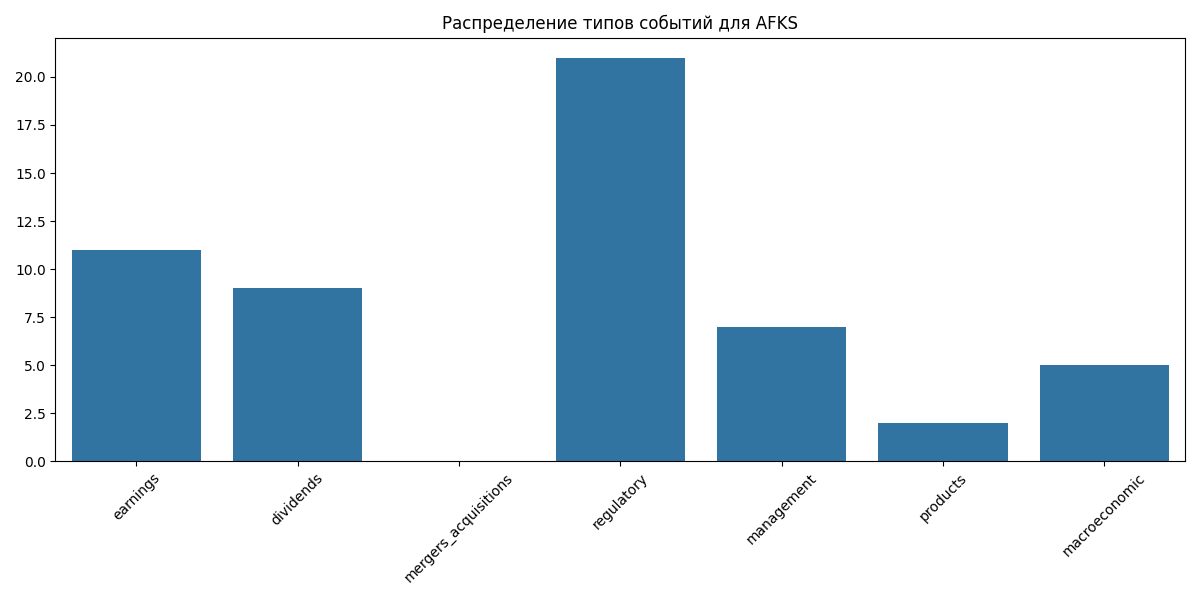 Распределение типов событий для AFKS
20.0
17.5
15.0
12.5
10.0
7.5
5.0
2.5
0.0
earnings
dividends
mergers_acquisitions
regulatory
management
products
macroeconomic